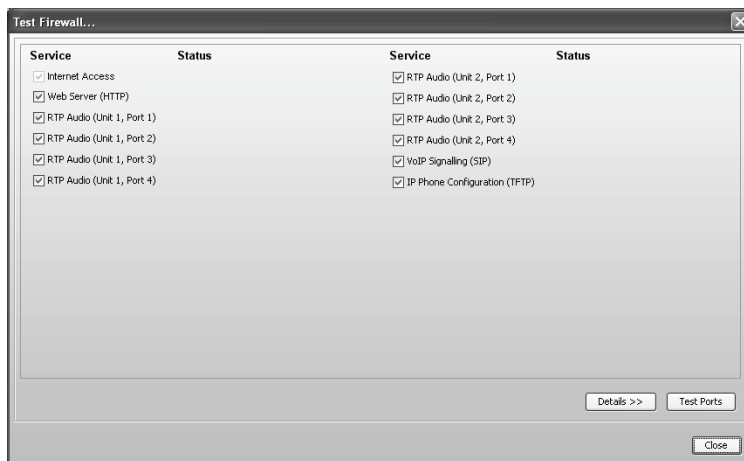 Test Firewall...
Service Status
Internet Access
Web Server (HTTP)
RTP Audio (Unit 1, Port 1)
RTP Audio (Unit 1, Port 2)
RTP Audio (Unit 1, Port 3)
RTP Audio (Unit 1, Port 4)
Service Status
RTP Audio (Unit 2, Port 1)
RTP Audio (Unit 2, Port 2)
RTP Audio (Unit 2, Port 3)
RTP Audio (Unit 2, Port 4)
VoIP Signalling (SIP)
IP Phone Configuration (TFTP)
Details >> Test Ports
Close